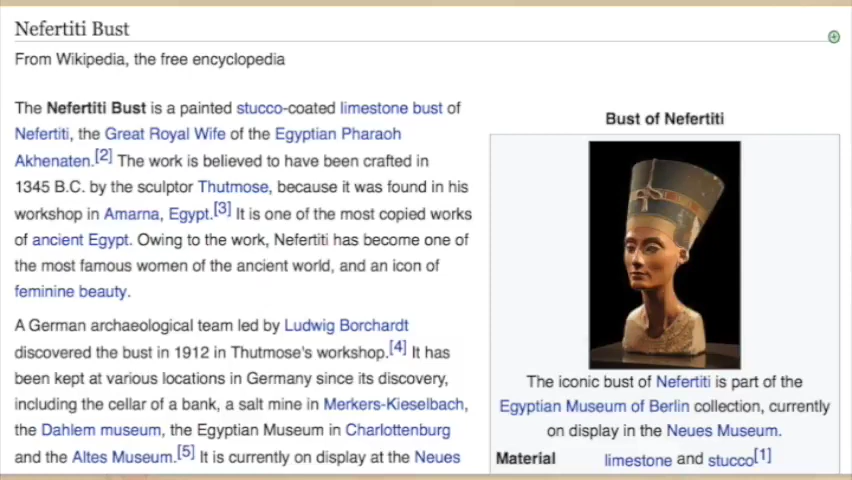 Nefertiti Bust
From Wikipedia, the free encyclopedia
The Nefertiti Bust is a painted stucco-coated limestone bust of
Nefertiti, the Great Royal Wife of the Egyptian Pharaoh
Akhenaten.[2] The work is believed to have been crafted in
1345 B.C. by the sculptor Thutmose, because it was found in his
workshop in Amarna, Egypt.[3] It is one of the most copied works
of ancient Egypt. Owing to the work, Nefertiti has become one of
the most famous women of the ancient world, and an icon of
feminine beauty.
A German archaeological team led by Ludwig Borchardt
discovered the bust in 1912 in Thutmose's workshop.[4] It has
been kept at various locations in Germany since its discovery,
including the cellar of a bank, a salt mine in Merkers-Kieselbach,
the Dahlem museum, the Egyptian Museum in Charlottenburg
and the Altes Museum.[5] It is currently on display at the Neues
Bust of Nefertiti
The iconic bust of Nefertiti is part of the
Egyptian Museum of Berlin collection, currently
on display in the Neues Museum.
Material limestone and stucco[1]